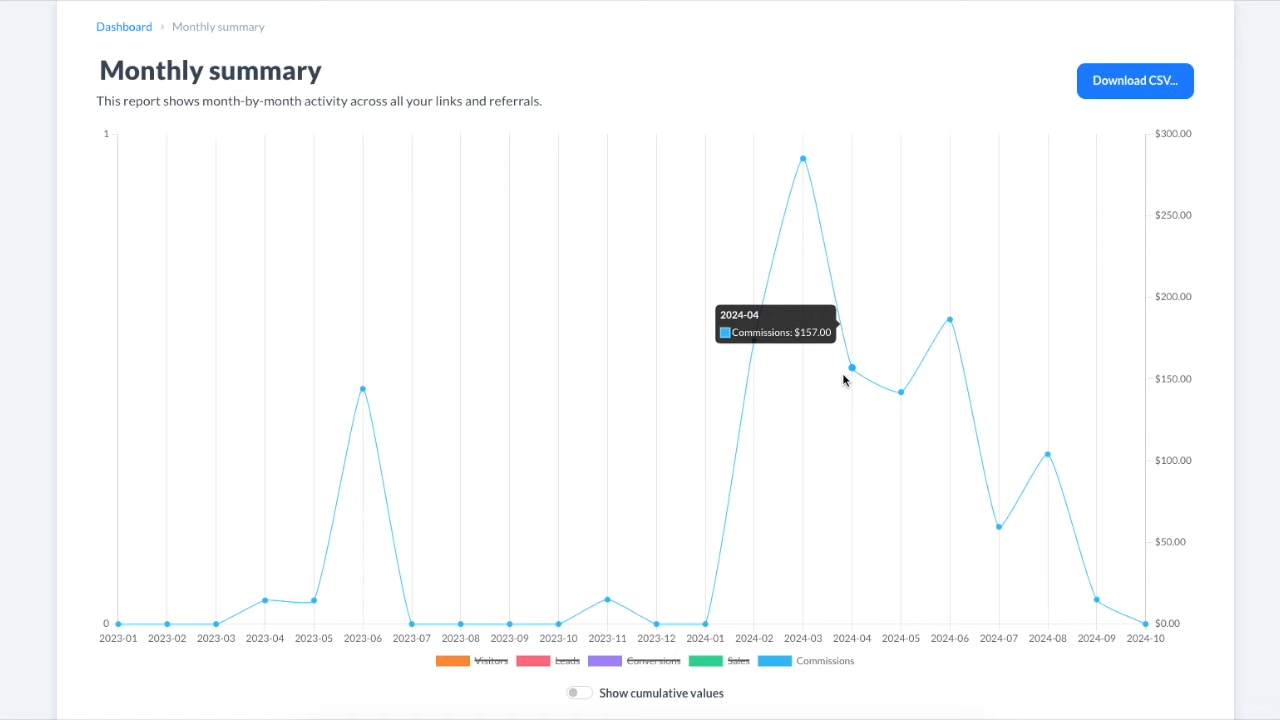 Dashboard › Monthly summary
Monthly summary
Download CSV...
This report shows month-by-month activity across all your links and referrals.
1
$300.00
$250.00
$200.00
2024-04
Commissions: $157.00
$150.00
$100.00
$50.00
0
$0.00
2023-01 2023-02 2023-03 2023-04 2023-05 2023-06 2023-07 2023-08 2023-09 2023-10 2023-11 2023-12 2024-01 2024-02 2024-03 2024-04 2024-05 2024-06 2024-07 2024-08 2024-09 2024-10
Visitors Leads Conversions Sales Commissions
Show cumulative values